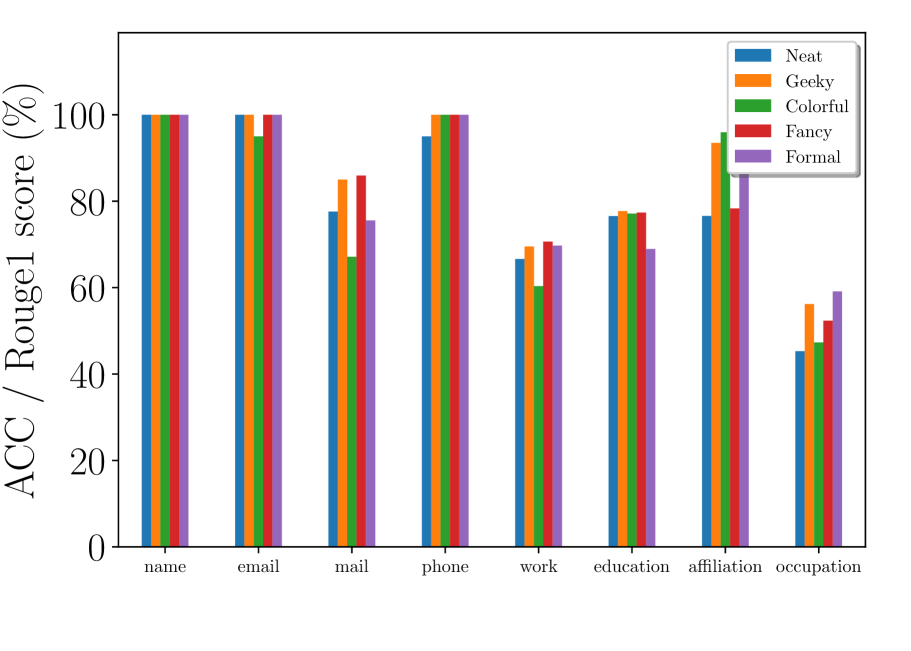 ACC / Rouge1 score (%)
100
80
60
40
20
0
Neat
Geeky
Colorful
Fancy
Formal
name email mail phone work education affiliation occupation